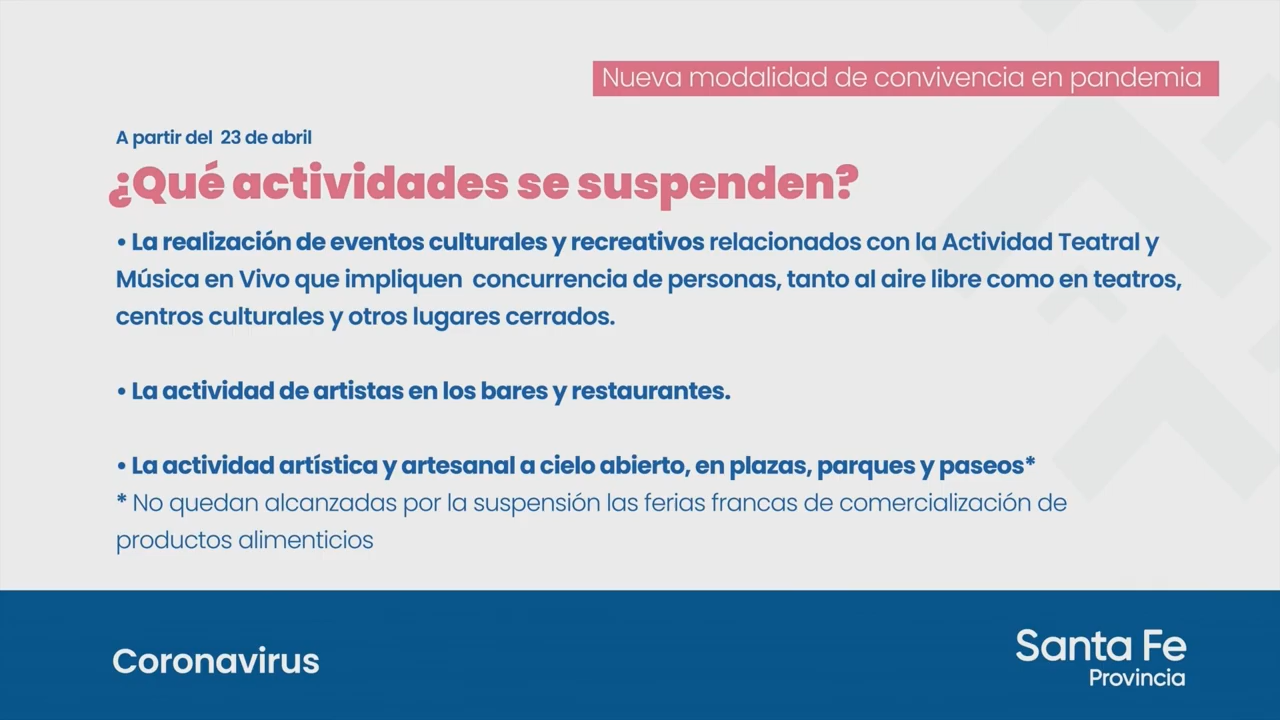 Nueva modalidad de convivencia en pandemia
A partir del 23 de abril
¿Qué actividades se suspenden?
• La realización de eventos culturales y recreativos relacionados con la Actividad Teatral y
Música en Vivo que impliquen concurrencia de personas, tanto al aire libre como en teatros,
centros culturales y otros lugares cerrados.
• La actividad de artistas en los bares y restaurantes.
• La actividad artística y artesanal a cielo abierto, en plazas, parques y paseos*
* No quedan alcanzadas por la suspensión las ferias francas de comercialización de
productos alimenticios
Coronavirus
Santa Fe
Provincia